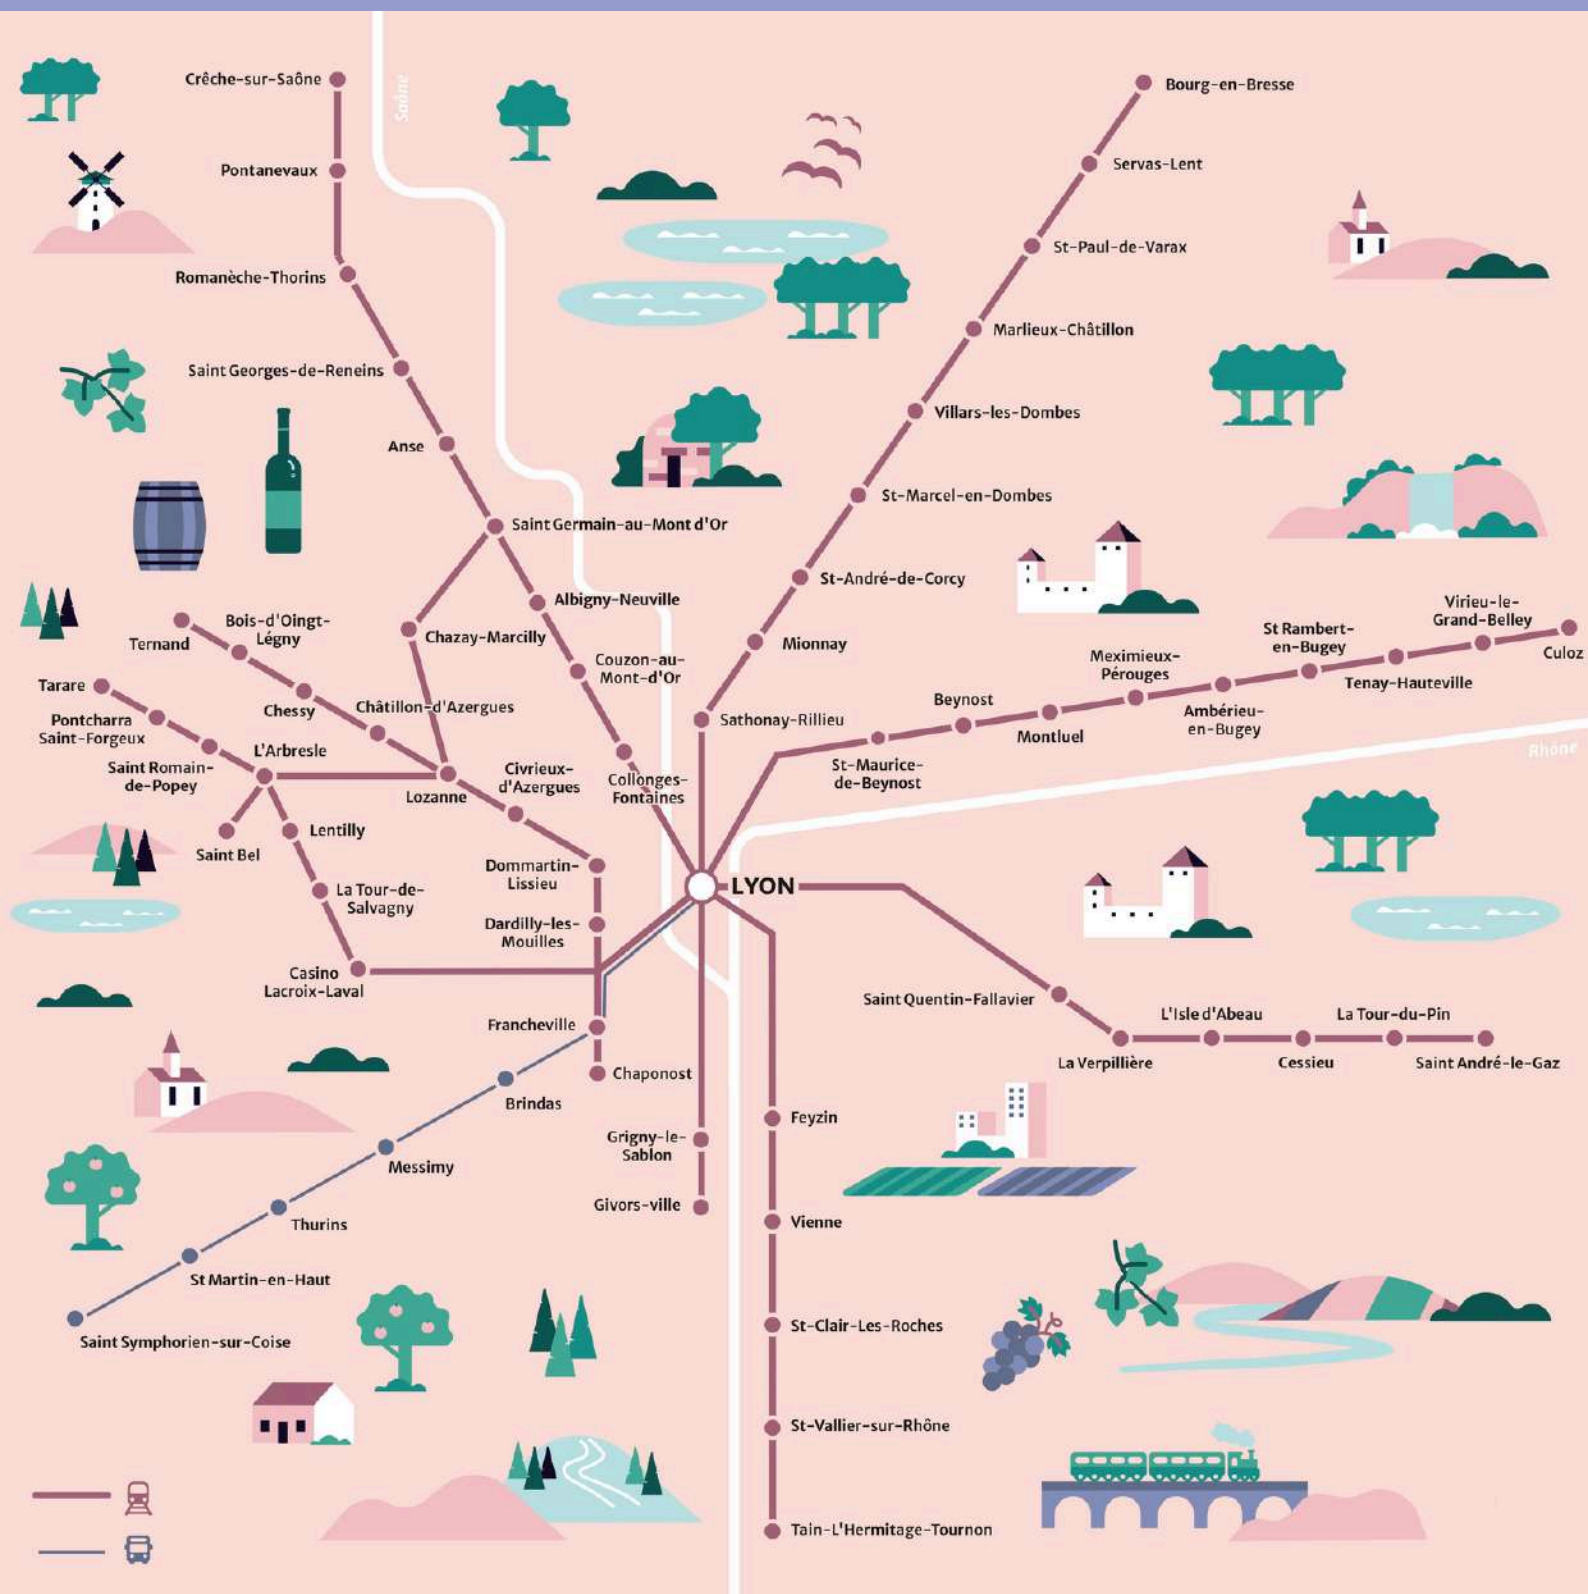 Crêche-sur-Saône
Saône
Bourg-en-Bresse
Pontanevaux
Servas-Lent
St-Paul-de-Varax
Romanèche-Thorins
Marlieux-Châtillon
Saint Georges-de-Reneins
Villars-les-Dombes
Anse
St-Marcel-en-Dombes
Saint Germain-au-Mont d'Or
St-André-de-Corcy
Albigny-Neuville
Virieu-le-
Grand-Belley
Bois-d'Oingt-
Légny
Ternand
Chazay-Marcilly
Mionnay
St Rambert-
en-Bugey
Culoz
Couzon-au-
Mont-d'Or
Meximieux-
Pérouges
Tenay-Hauteville
Tarare
Chessy
Châtillon-d'Azergues
Beynost
Ambérieu-
en-Bugey
Pontcharra
Saint-Forgeux
Sathonay-Rillieu
Montluel
L'Arbresle
Rhône
Saint Romain-
de-Popey
Civrieux-
d'Azergues
Collonges-
Fontaines
St-Maurice-
de-Beynost
Lozanne
Lentilly
Saint Bel
Dommartin-
Lissieu
LYON
La Tour-de-
Salvagny
Dardilly-les-
Mouilles
Casino
Lacroix-Laval
Saint Quentin-Fallavier
L'Isle d'Abeau
La Tour-du-Pin
Francheville
La Verpillière
Cessieu
Saint André-le-Gaz
Chaponost
Brindas
Feyzin
Grigny-le-
Sablon
Messimy
Givors-ville
Thurins
Vienne
St Martin-en-Haut
St-Clair-Les-Roches
Saint Symphorien-sur-Coise
St-Vallier-sur-Rhône
Tain-L'Hermitage-Tournon